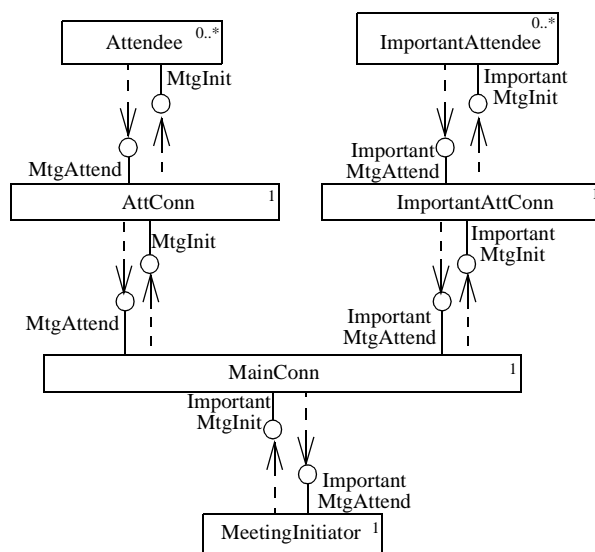 Attendee 0..*
ImportantAttendee 0..*
MtgInit
Important
MtgInit
MtgAttend
Important
MtgAttend
AttConn 1
ImportantAttConn 1
MtgInit
Important
MtgInit
MtgAttend
Important
MtgAttend
MainConn 1
Important
MtgInit
Important
MtgAttend
MeetingInitiator 1